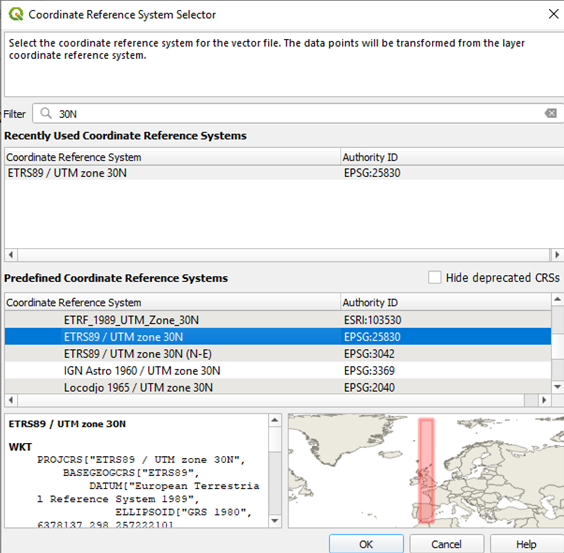 Coordinate Reference System Selector
Select the coordinate reference system for the vector file. The data points will be transformed from the layer
coordinate reference system.
Filter 30N
Recently Used Coordinate Reference Systems
Coordinate Reference System Authority ID
ETRS89 / UTM zone 30N EPSG:25830
Predefined Coordinate Reference Systems Hide deprecated CRSs
Coordinate Reference System Authority ID
ETRF_1989_UTM_Zone_30N ESRI:103530
ETRS89 / UTM zone 30N EPSG:25830
ETRS89 / UTM zone 30N (N-E) EPSG:3042
IGN Astro 1960 / UTM zone 30N EPSG:3369
Locodjo 1965 / UTM zone 30N EPSG:2040
ETRS89 / UTM zone 30N
WKT
PROJCRS["ETRS89 / UTM zone 30N",
BASEGEOGCRS["ETRS89",
DATUM["European Terrestria
l Reference System 1989",
ELLIPSOID["GRS 1980",
6378137,298.257222101
OK Cancel Help